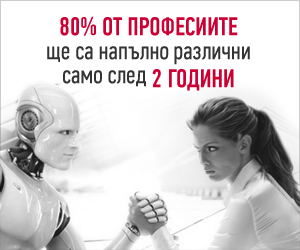 80% ОТ ПРОФЕСИИТЕ
ще са напълно различни
само след 2 ГОДИНИ